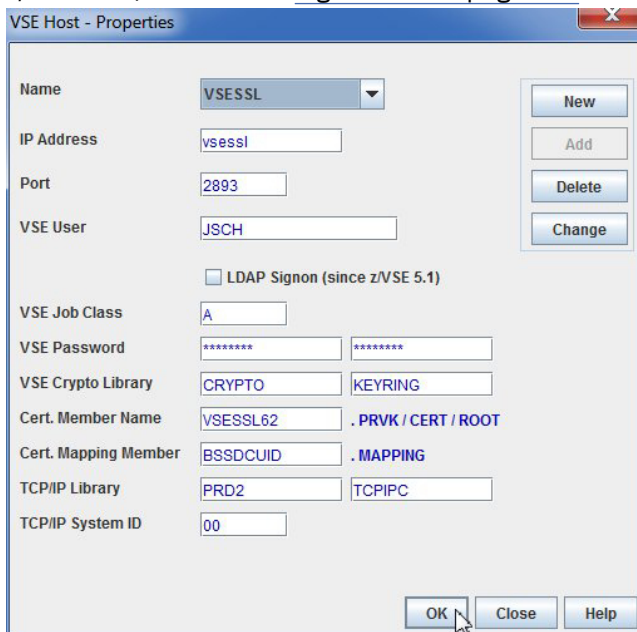 VSE Host - Properties
Name VSESSL New
IP Address vsessl Add
Port 2893 Delete
VSE User JSCH Change
LDAP Signon (since z/VSE 5.1)
VSE Job Class A
VSE Password ******** ********
VSE Crypto Library CRYPTO KEYRING
Cert. Member Name VSESSL62 . PRVK / CERT / ROOT
Cert. Mapping Member BSSDCUID . MAPPING
TCP/IP Library PRD2 TCPIPC
TCP/IP System ID 00
OK Close Help